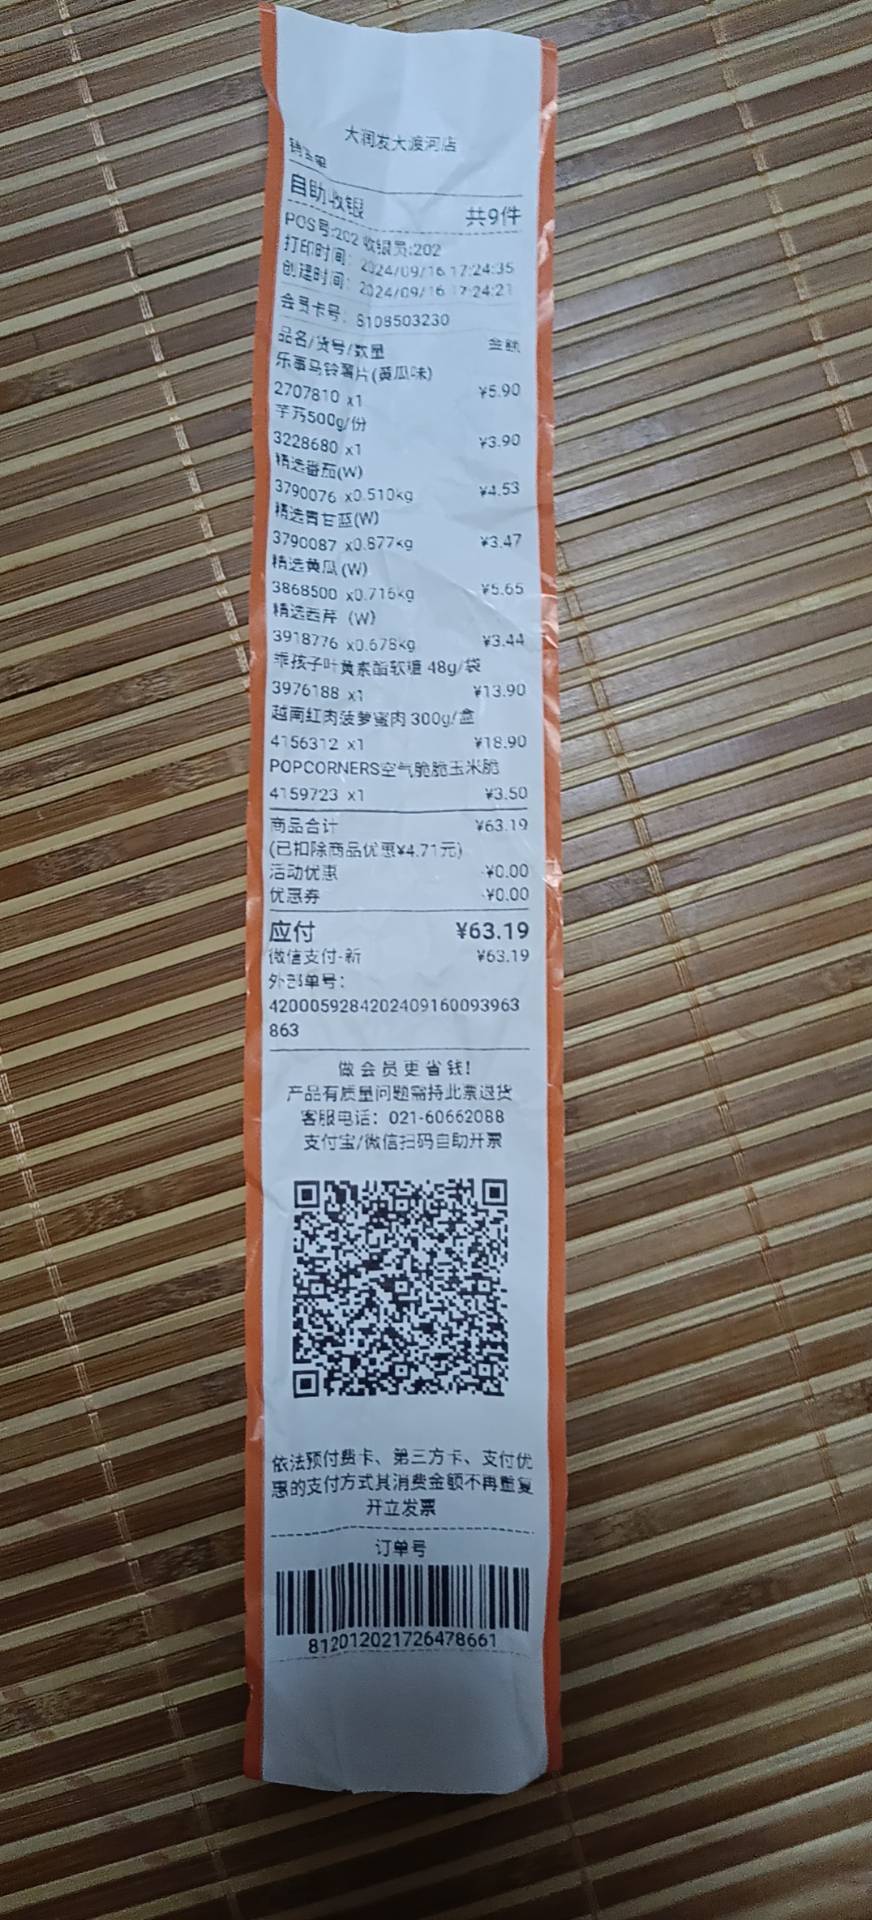 大润发大渡河店
销售单
自助收银 共9件
POS号:202 收银员:202
打印时间: 2024/09/16 17:24:35
创建时间: 2024/09/16 17:24:21
会员卡号: S108503230
品名/货号/数量 金额
乐事马铃薯片(黄瓜味)
2707810 x1 ¥5.90
芋艿500g/份
3228680 x1 ¥3.90
精选番茄(W)
3790076 x0.510kg ¥4.53
精选青甘蓝(W)
3790087 x0.877kg ¥3.47
精选黄瓜(W)
3868500 x0.716kg ¥5.65
精选西芹 (W)
3918776 x0.678kg ¥3.44
乖孩子叶黄素酯软糖 48g/袋
3976188 x1 ¥13.90
越南红肉菠萝蜜肉 300g/盒
4156312 x1 ¥18.90
POPCORNERS空气脆脆玉米脆
4159723 x1 ¥3.50
商品合计 ¥63.19
(已扣除商品优惠¥4.71元)
活动优惠 -¥0.00
优惠券 -¥0.00
应付 ¥63.19
微信支付-新 ¥63.19
外部单号:
4200059284202409160093963
863
做会员更省钱!
产品有质量问题需持此票退货
客服电话: 021-60662088
支付宝/微信扫码自助开票
依法预付费卡、第三方卡、支付优
惠的支付方式其消费金额不再重复
开立发票
订单号
812012021726478661